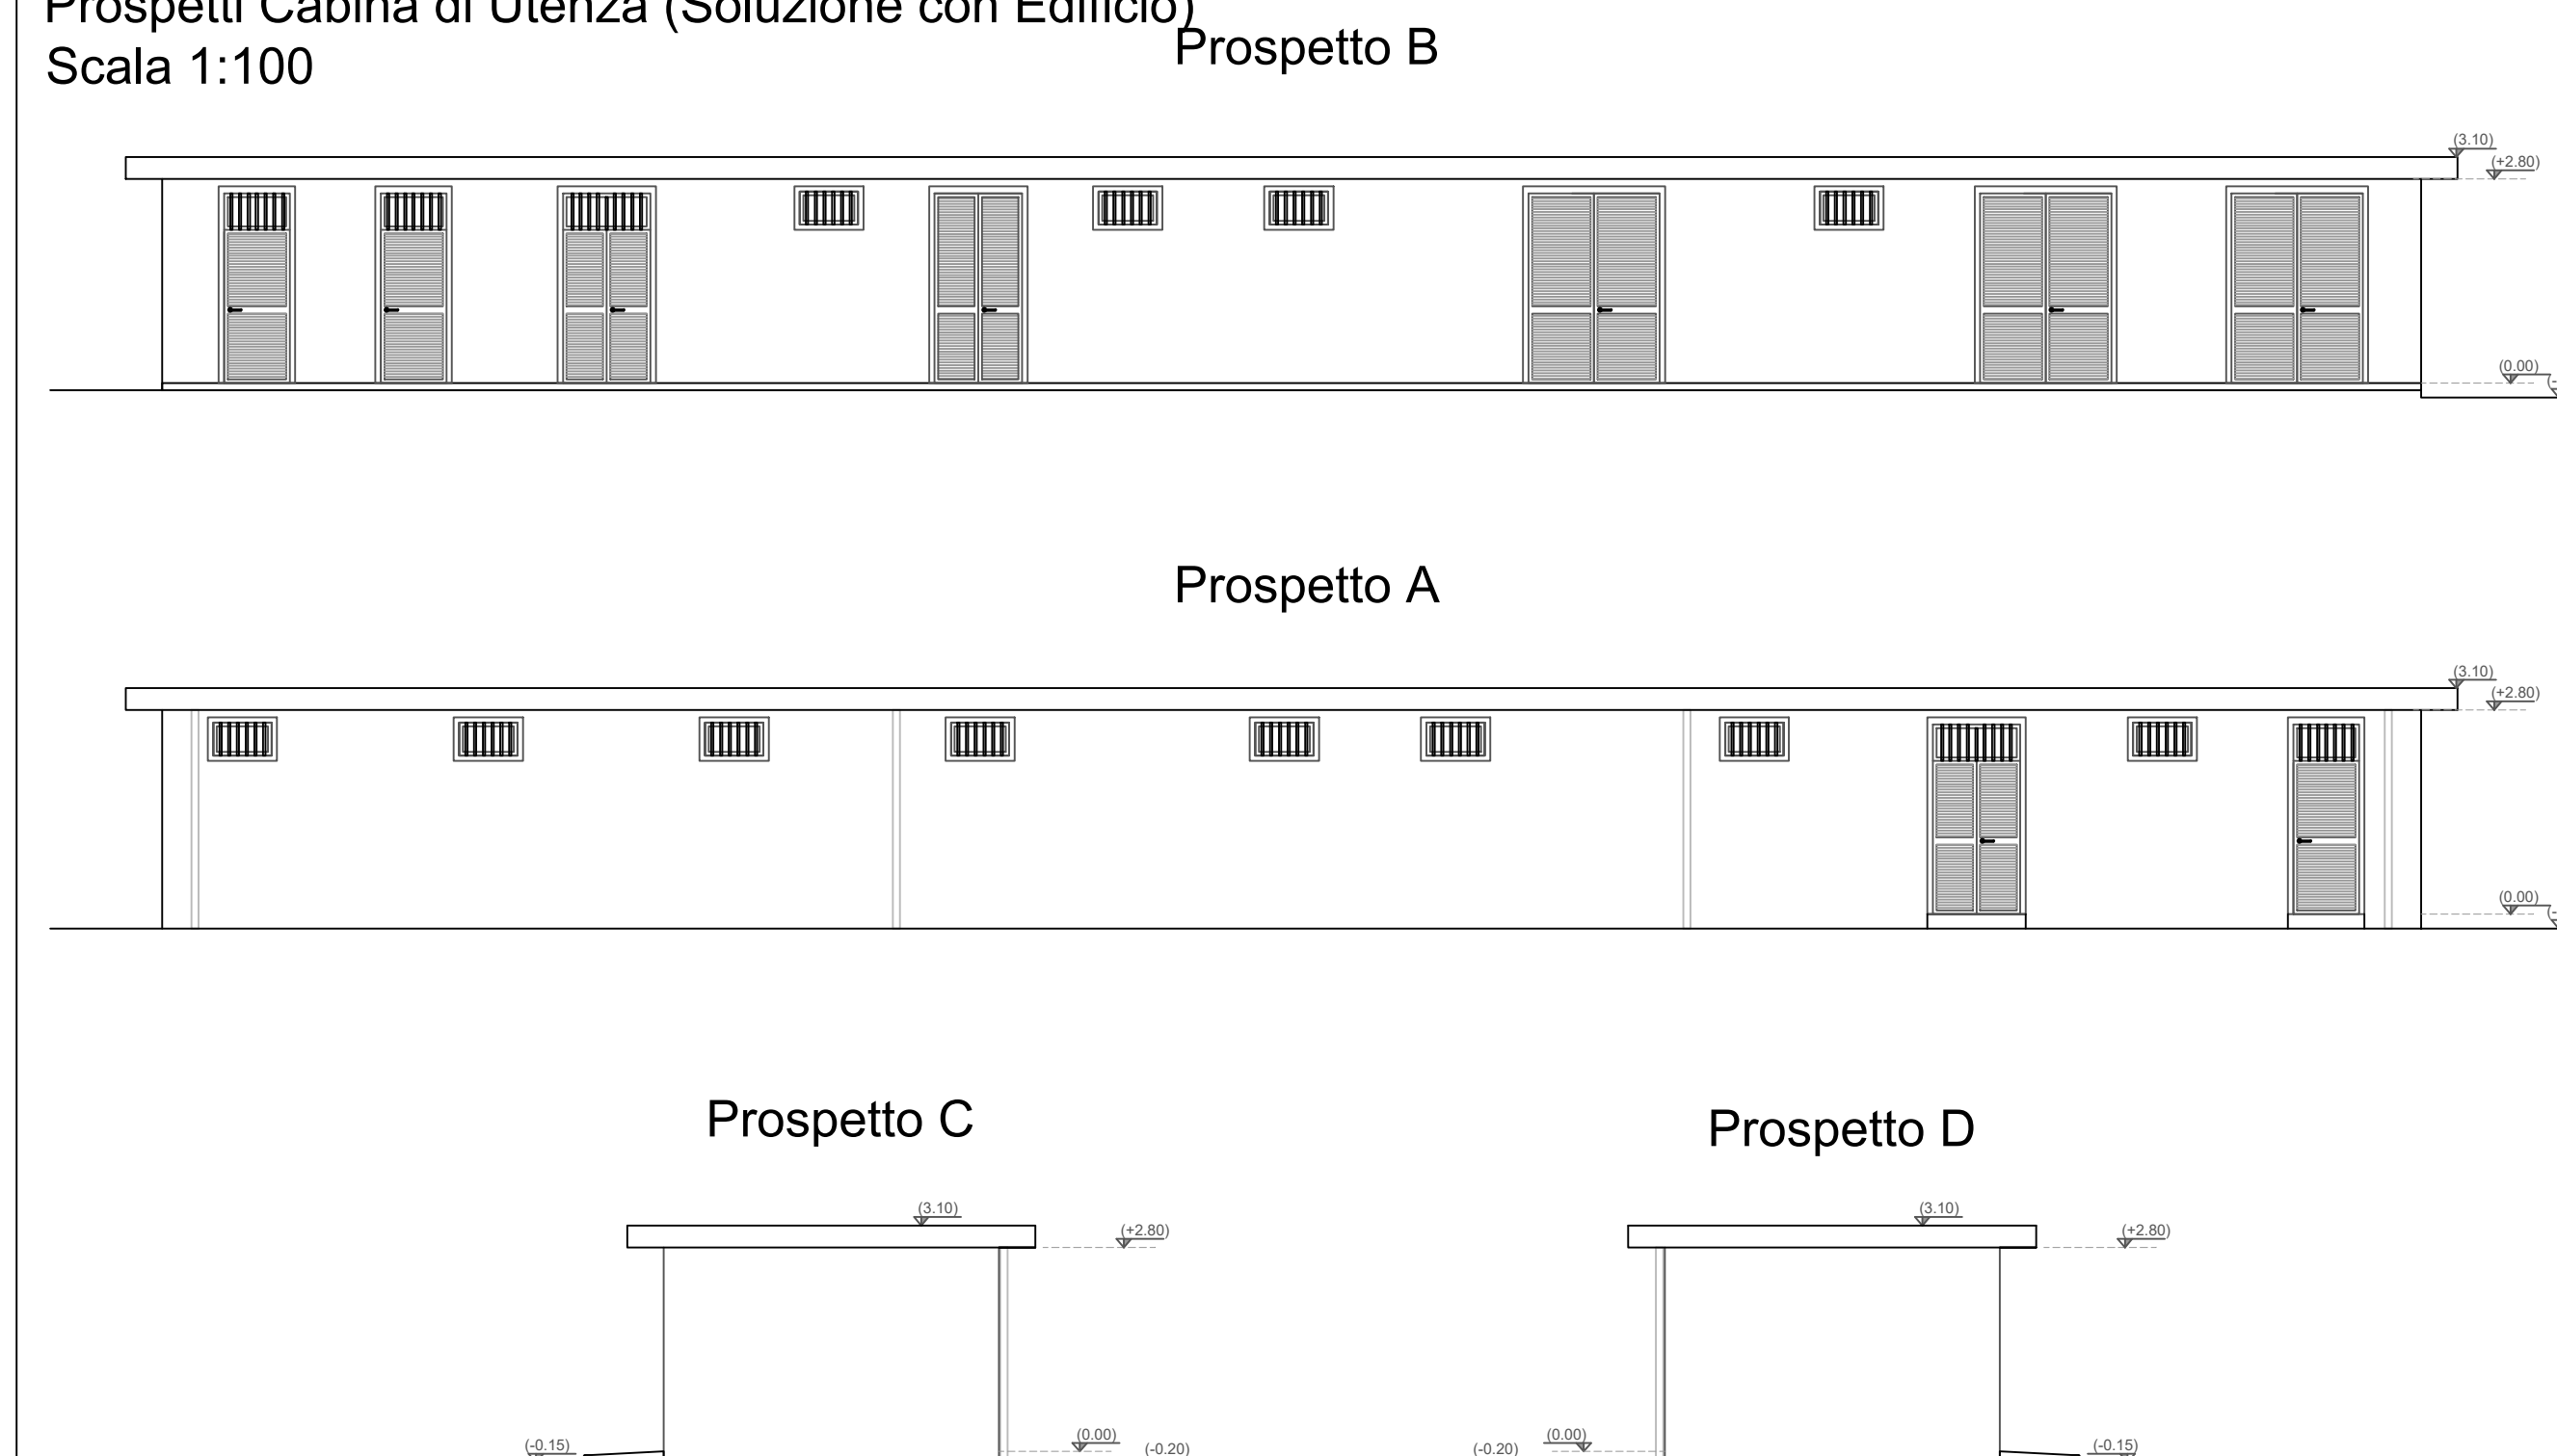 Prospetti Cabina di Utenza (Soluzione con Edificio)
Scala 1:100
Prospetto B
(3.10)
(+2.80)
(0.00)
Prospetto A
(3.10)
(+2.80)
(0.00)
Prospetto C
Prospetto D
(3.10)
(+2.80)
(3.10)
(+2.80)
(-0.15)
(0.00)
(-0.20)
(-0.20)
(0.00)
(-0.15)